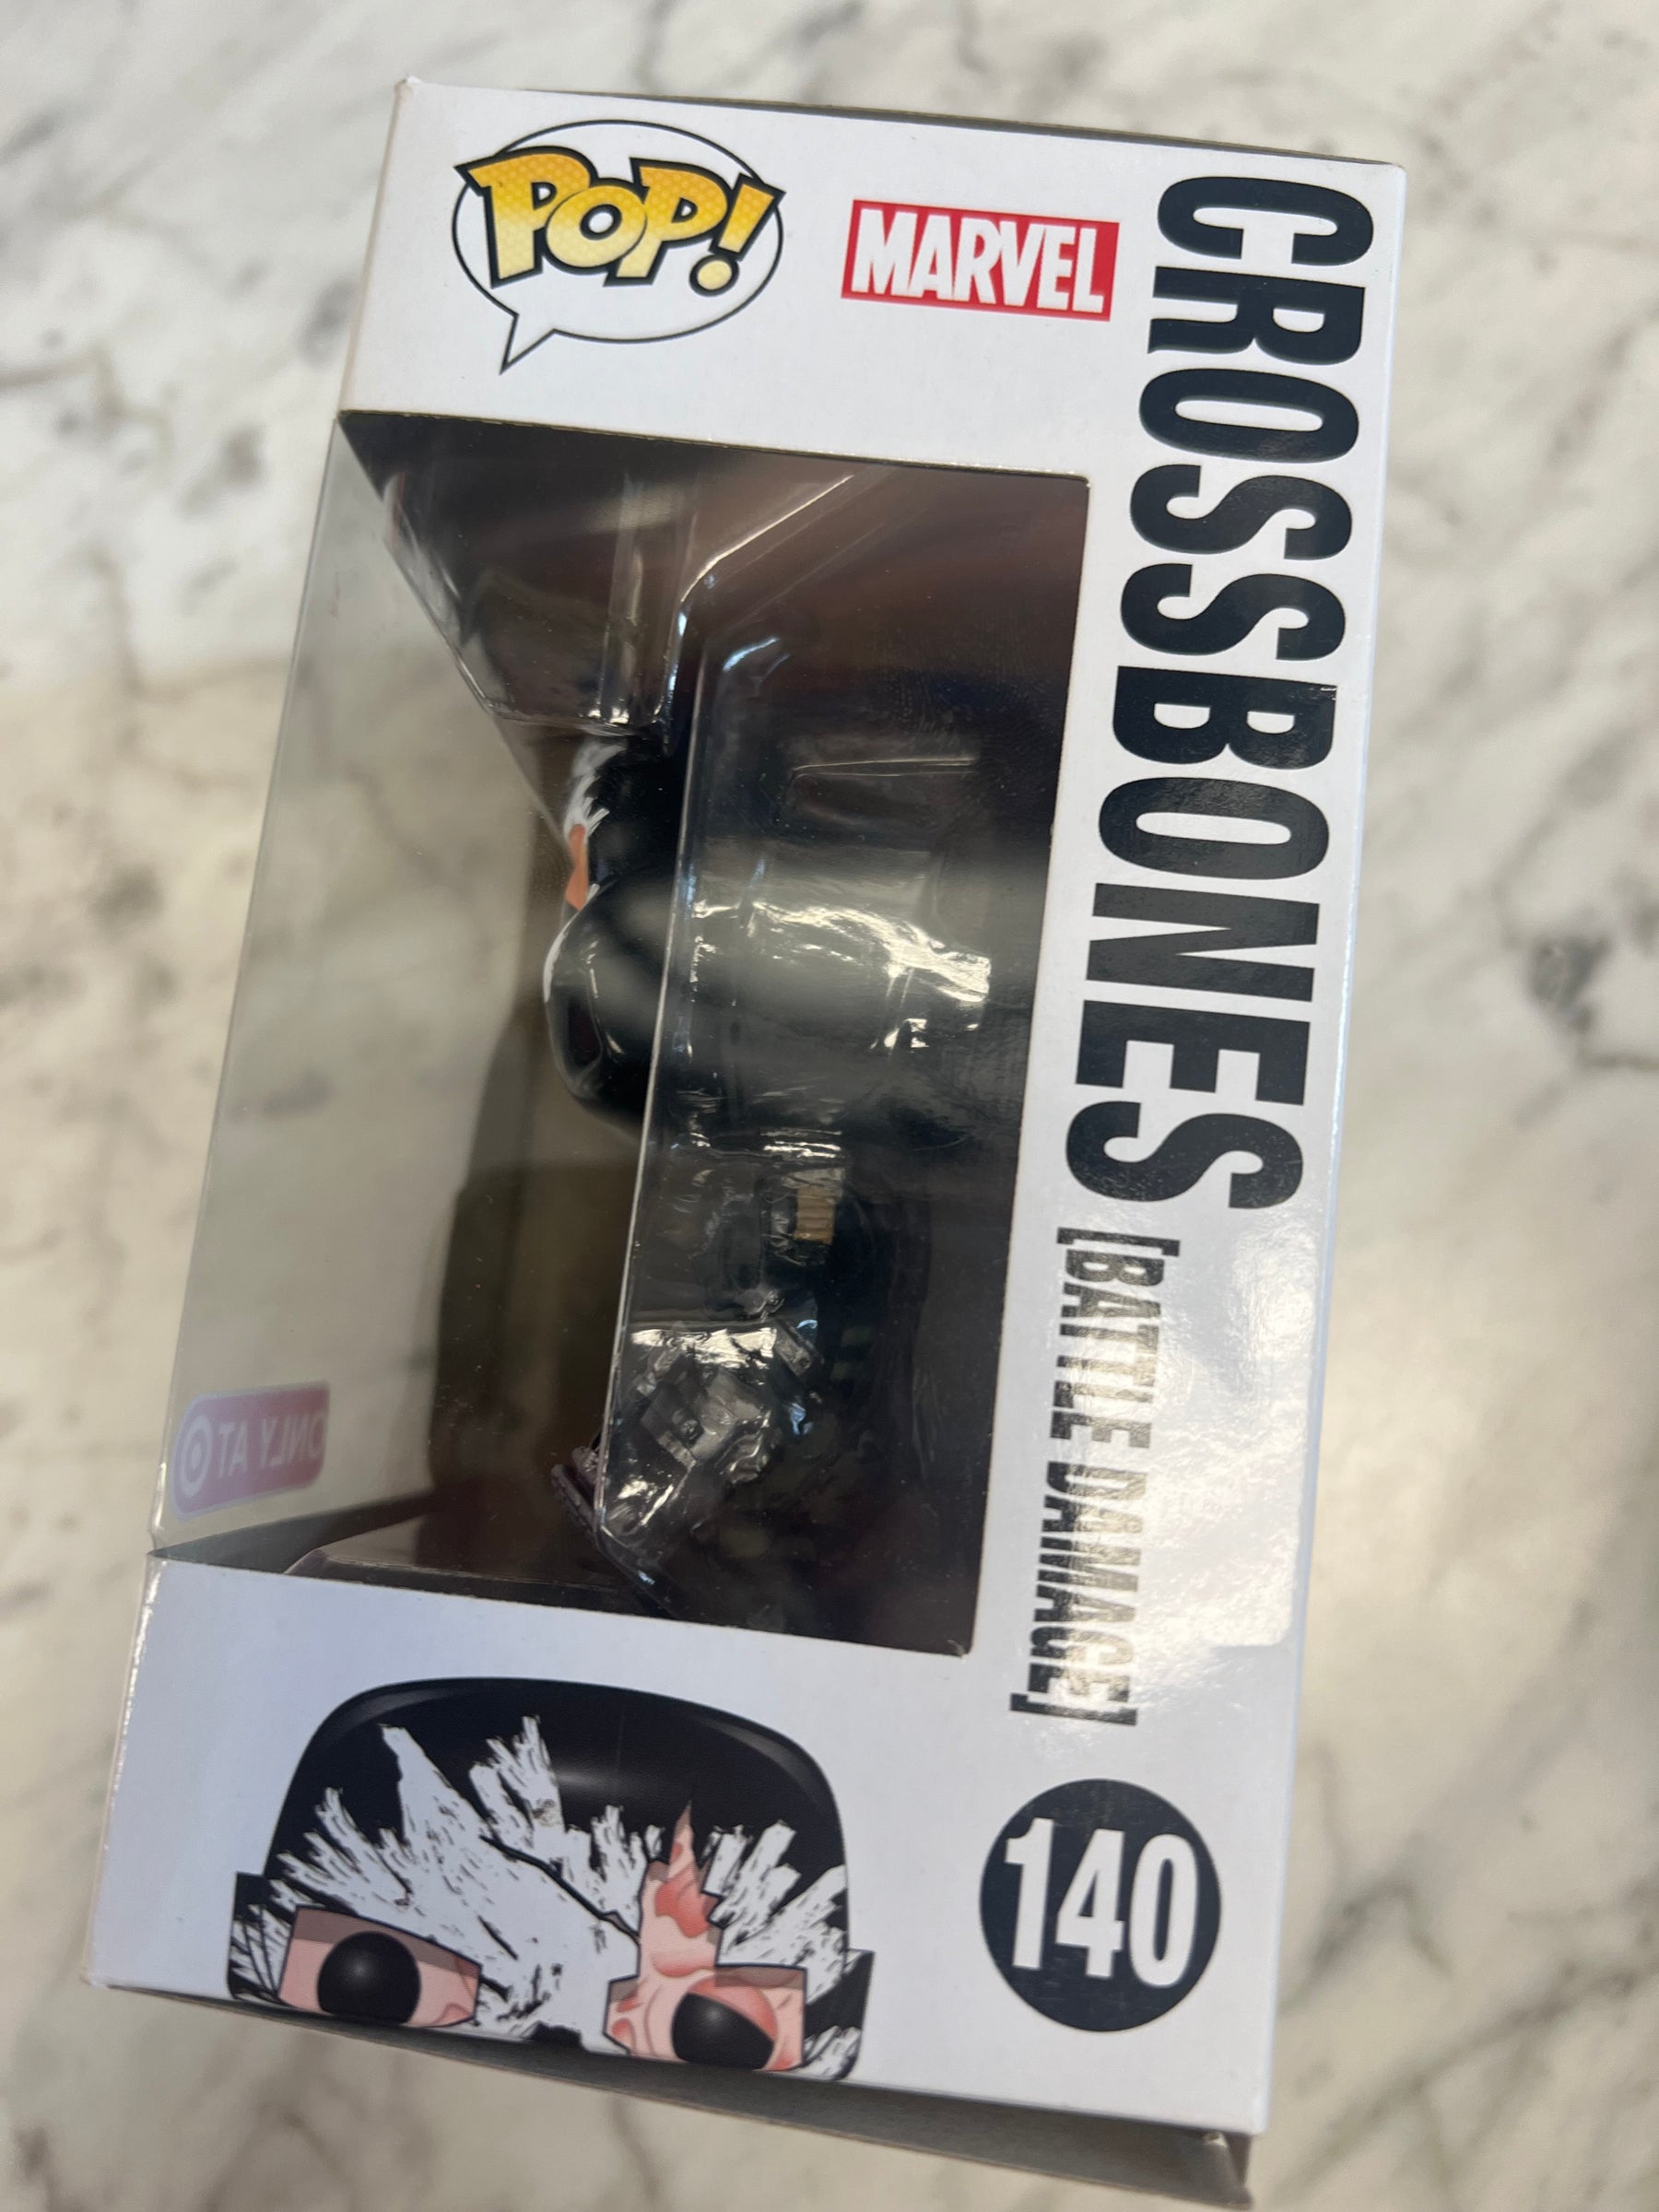 POP!
MARVEL
CROSSBONES [BATTLE DAMAGE]
ONLY AT
140